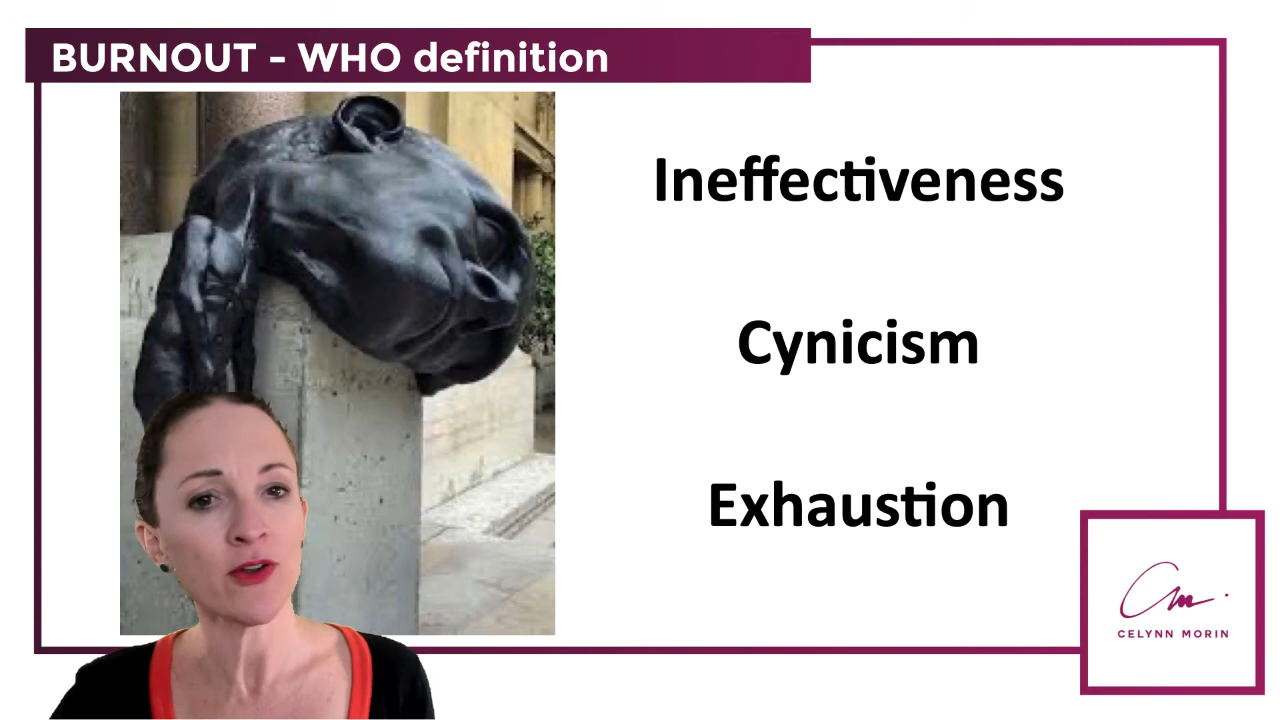 BURNOUT - WHO definition
Ineffectiveness
Cynicism
Exhaustion
CELYNN MORIN